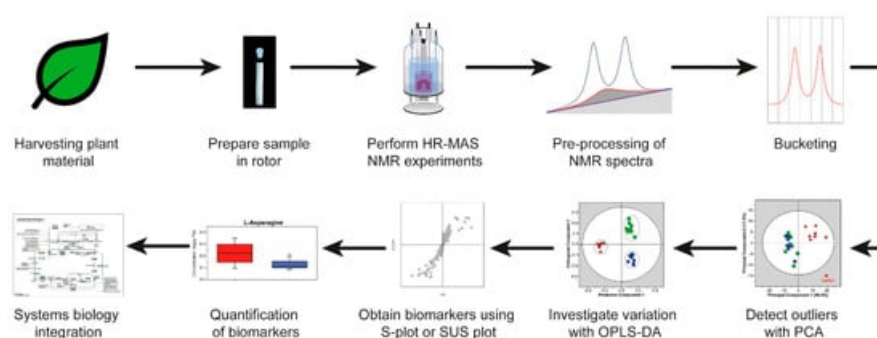 Harvesting plant
material
Prepare sample
in rotor
Perform HR-MAS
NMR experiments
Pre-processing of
NMR spectra
Bucketing
L-Asparagine
Systems biology
integration
Quantification
of biomarkers
Obtain biomarkers using
S-plot or SUS plot
Investigate variation
with OPLS-DA
Detect outliers
with PCA